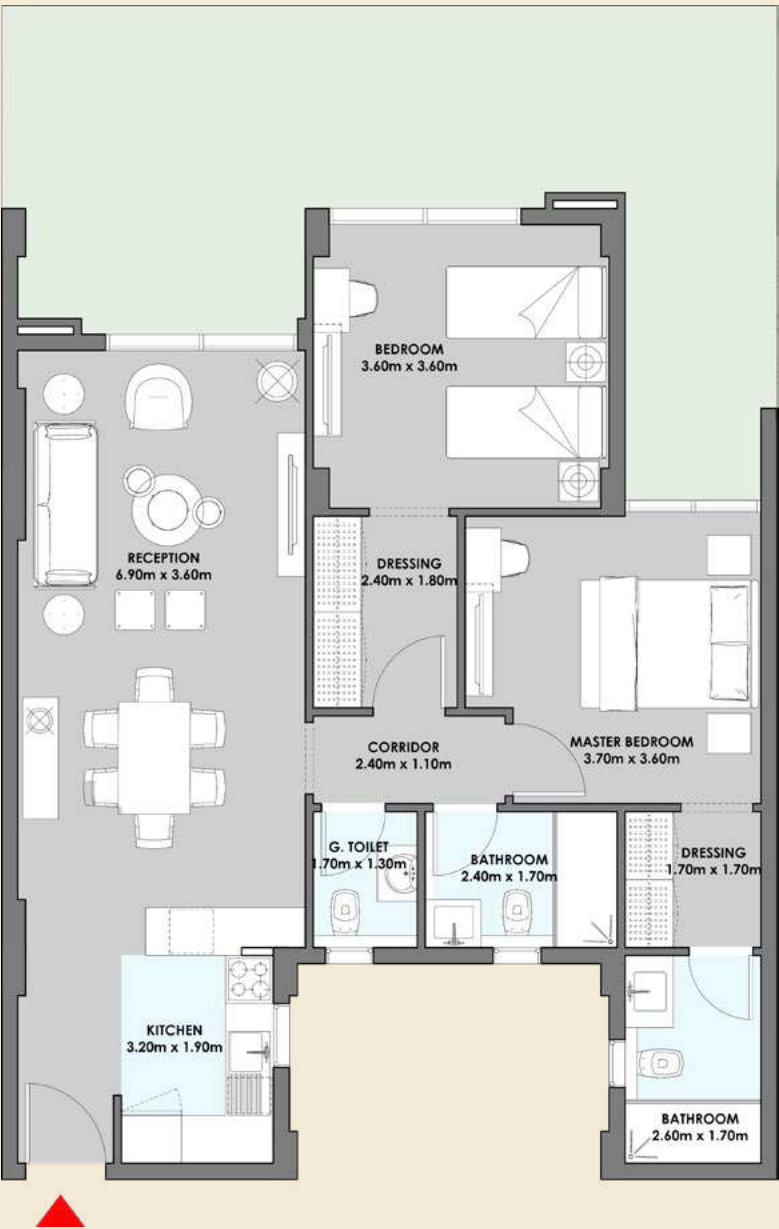 BEDROOM
3.60m x 3.60m
RECEPTION
6.90m x 3.60m
DRESSING
2.40m x 1.80m
CORRIDOR
2.40m x 1.10m
MASTER BEDROOM
3.70m x 3.60m
G. TOILET
1.70m x 1.30m
BATHROOM
2.40m x 1.70m
DRESSING
1.70m x 1.70m
KITCHEN
3.20m x 1.90m
BATHROOM
2.60m x 1.70m